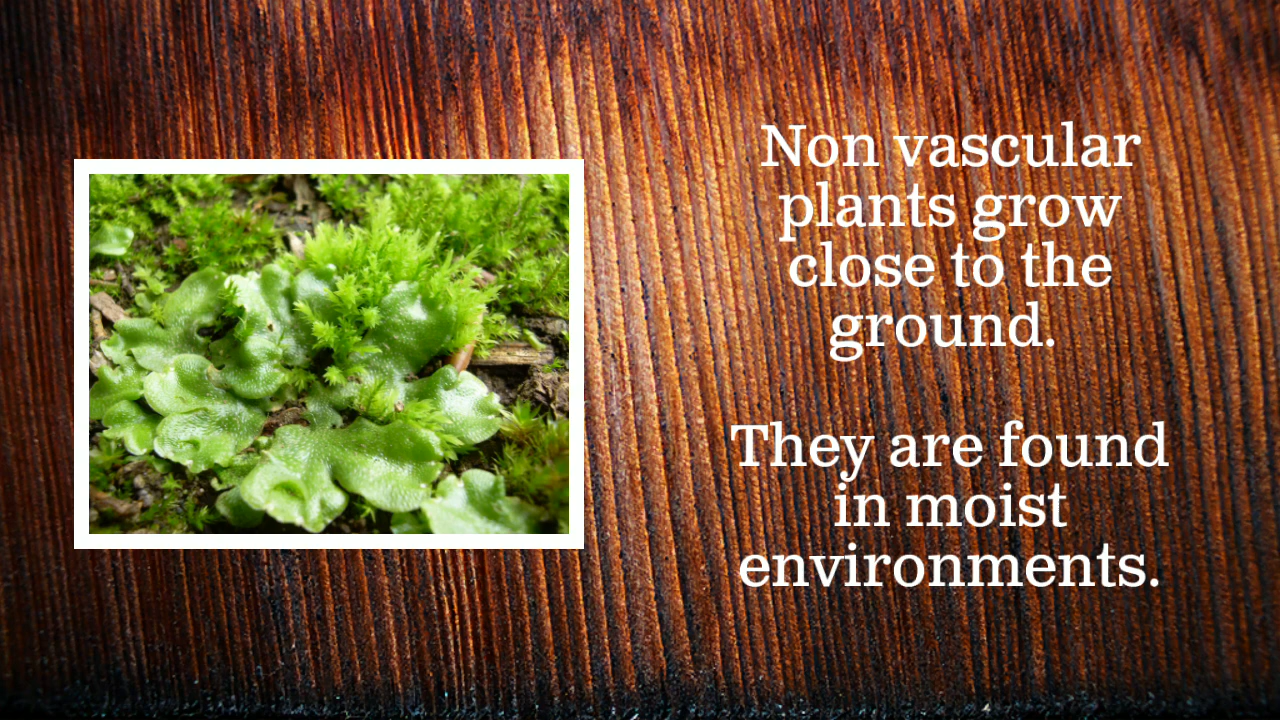 Non vascular
plants grow
close to the
ground.
They are found
in moist
environments.